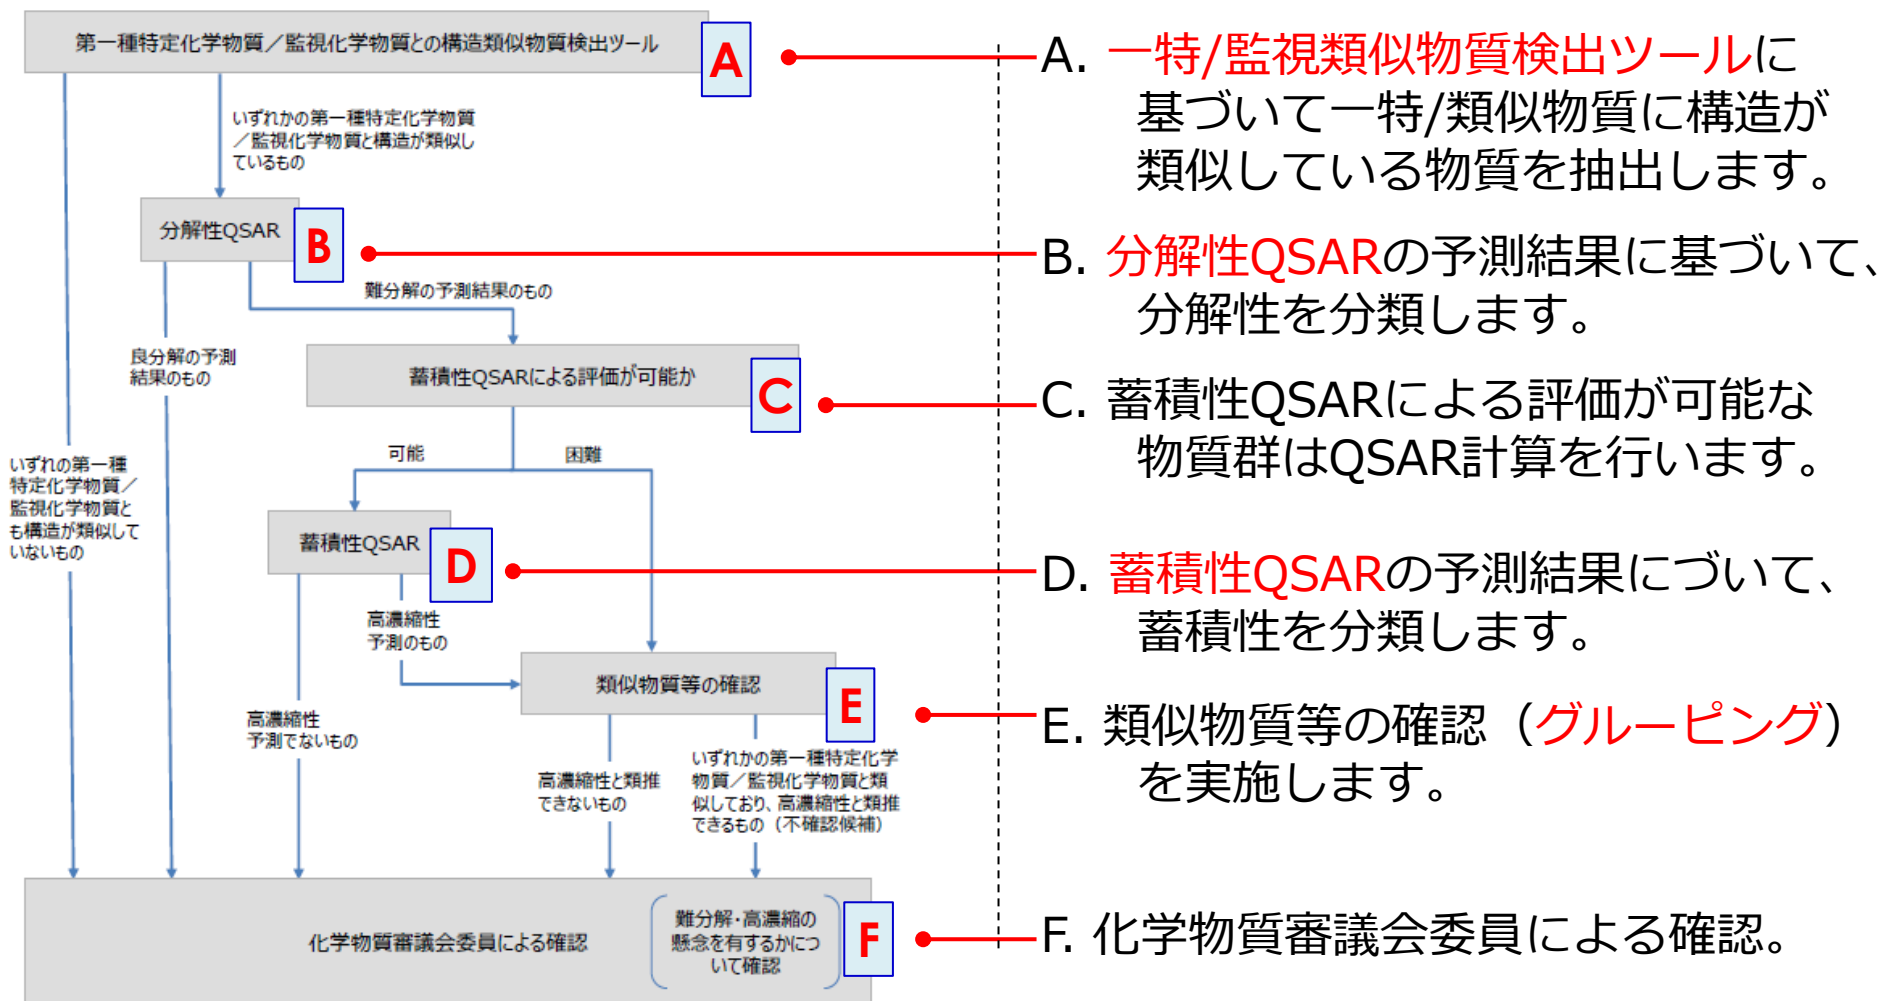 第一種特定化学物質／監視化学物質との構造類似物質検出ツール
A
いずれかの第一種特定化学物質
／監視化学物質と構造が類似し
ているもの
分解性QSAR
B
難分解の予測結果のもの
良分解の予測
結果のもの
蓄積性QSARによる評価が可能か
C
可能
困難
いずれの第一種
特定化学物質／
監視化学物質と
も構造が類似して
いないもの
蓄積性QSAR
D
高濃縮性
予測のもの
類似物質等の確認
E
高濃縮性
予測でないもの
高濃縮性と類推
できないもの
いずれかの第一種特定化学
物質／監視化学物質と類
似しており、高濃縮性と類推
できるもの（不確認候補）
化学物質審議会委員による確認
難分解・高濃縮の
懸念を有するかにつ
いて確認
F
A. 一特/監視類似物質検出ツールに
基づいて一特/類似物質に構造が
類似している物質を抽出します。
B. 分解性QSARの予測結果に基づいて、
分解性を分類します。
C. 蓄積性QSARによる評価が可能な
物質群はQSAR計算を行います。
D. 蓄積性QSARの予測結果にづいて、
蓄積性を分類します。
E. 類似物質等の確認（グルーピング）
を実施します。
F. 化学物質審議会委員による確認。